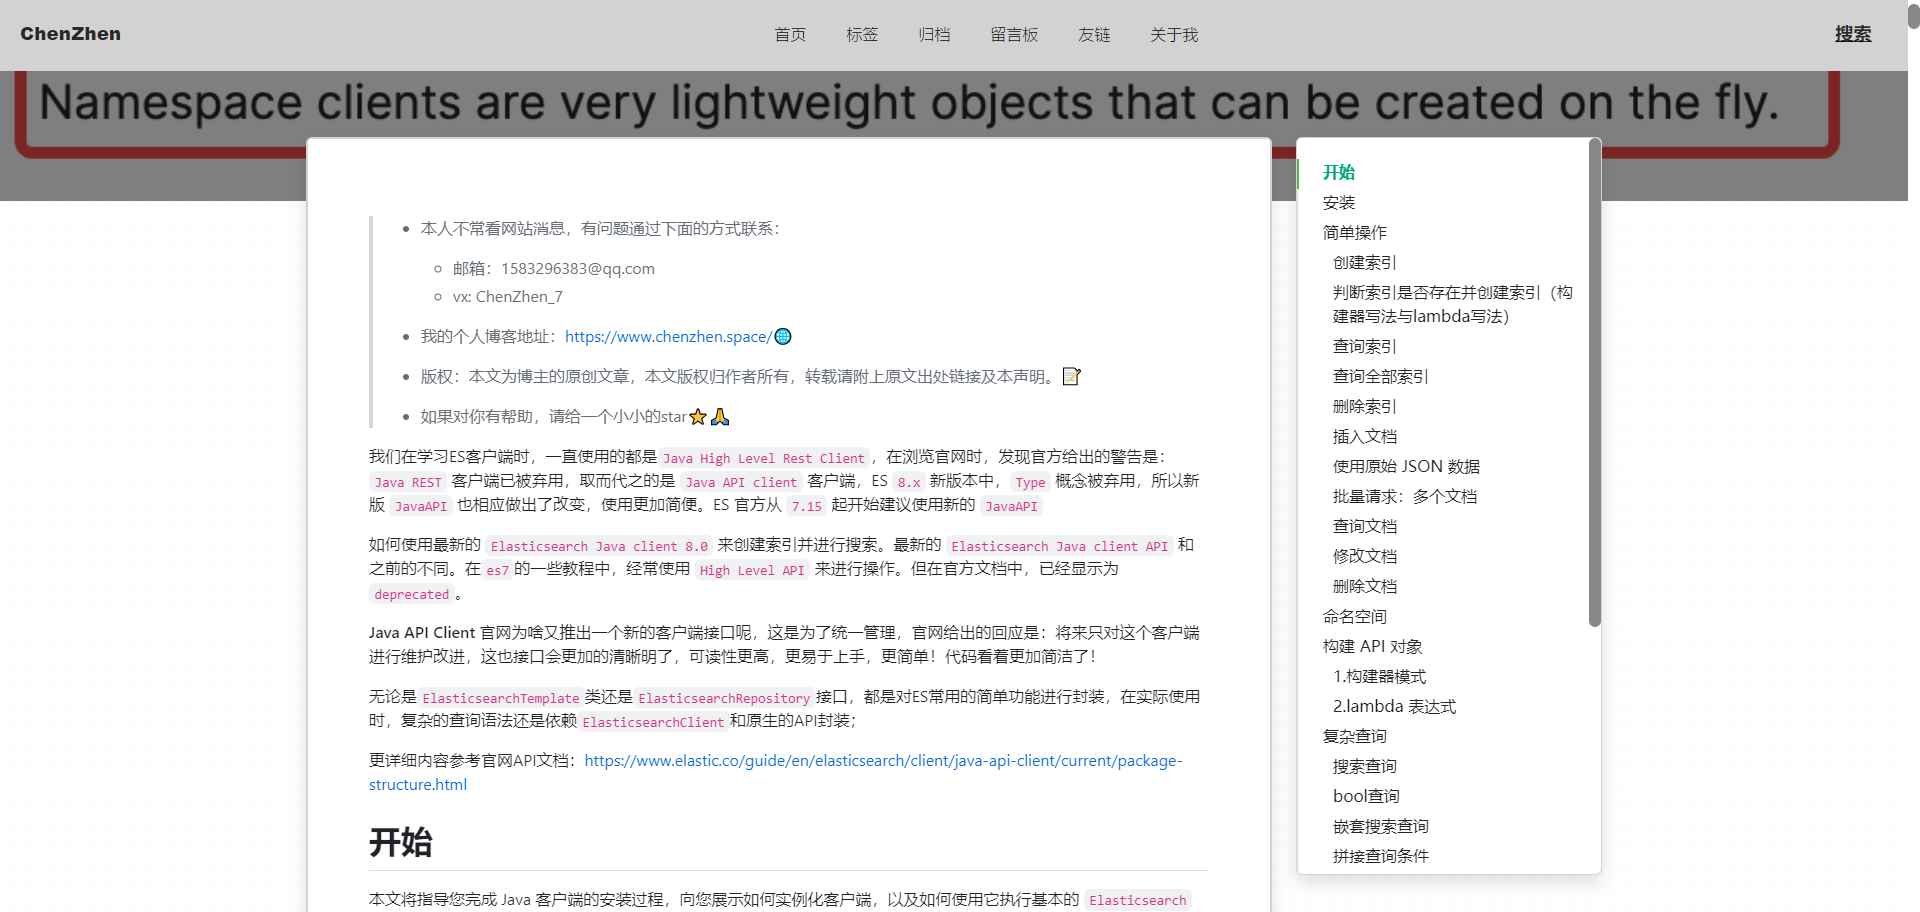 ChenZhen
首页 标签 归档 留言板 友链 关于我
搜索
Namespace clients are very lightweight objects that can be created on the fly.
本人不常看网站消息，有问题通过下面的方式联系：
邮箱：1583296383@qq.com
vx: ChenZhen_7
我的个人博客地址：https://www.chenzhen.space/🌐
版权：本文为博主的原创文章，本文版权归作者所有，转载请附上原文出处链接及本声明。📝
如果对你有帮助，请给一个小小的star⭐🙏
我们在学习ES客户端时，一直使用的都是 Java High Level Rest Client ，在浏览官网时，发现官方给出的警告是：
Java REST 客户端已被弃用，取而代之的是 Java API client 客户端，ES 8.x 新版本中， Type 概念被弃用，所以新
版 JavaAPI 也相应做出了改变，使用更加简便。ES 官方从 7.15 起开始建议使用新的 JavaAPI
如何使用最新的 Elasticsearch Java client 8.0 来创建索引并进行搜索。最新的 Elasticsearch Java client API 和
之前的不同。在 es7 的一些教程中，经常使用 High Level API 来进行操作。但在官方文档中，已经显示为
deprecated 。
Java API Client 官网为啥又推出一个新的客户端接口呢，这是为了统一管理，官网给出的回应是：将来只对这个客户端
进行维护改进，这也接口会更加的清晰明了，可读性更高，更易于上手，更简单！代码看着更加简洁了！
无论是 ElasticsearchTemplate 类还是 ElasticsearchRepository 接口，都是对ES常用的简单功能进行封装，在实际使用
时，复杂的查询语法还是依赖 ElasticsearchClient 和原生的API封装；
更详细内容参考官网API文档：https://www.elastic.co/guide/en/elasticsearch/client/java-api-client/current/package-
structure.html
开始
本文将指导您完成 Java 客户端的安装过程，向您展示如何实例化客户端，以及如何使用它执行基本的 Elasticsearch
开始
安装
简单操作
创建索引
判断索引是否存在并创建索引（构
建器写法与lambda写法）
查询索引
查询全部索引
删除索引
插入文档
使用原始 JSON 数据
批量请求：多个文档
查询文档
修改文档
删除文档
命名空间
构建 API 对象
1.构建器模式
2.lambda 表达式
复杂查询
搜索查询
bool查询
嵌套搜索查询
拼接查询条件